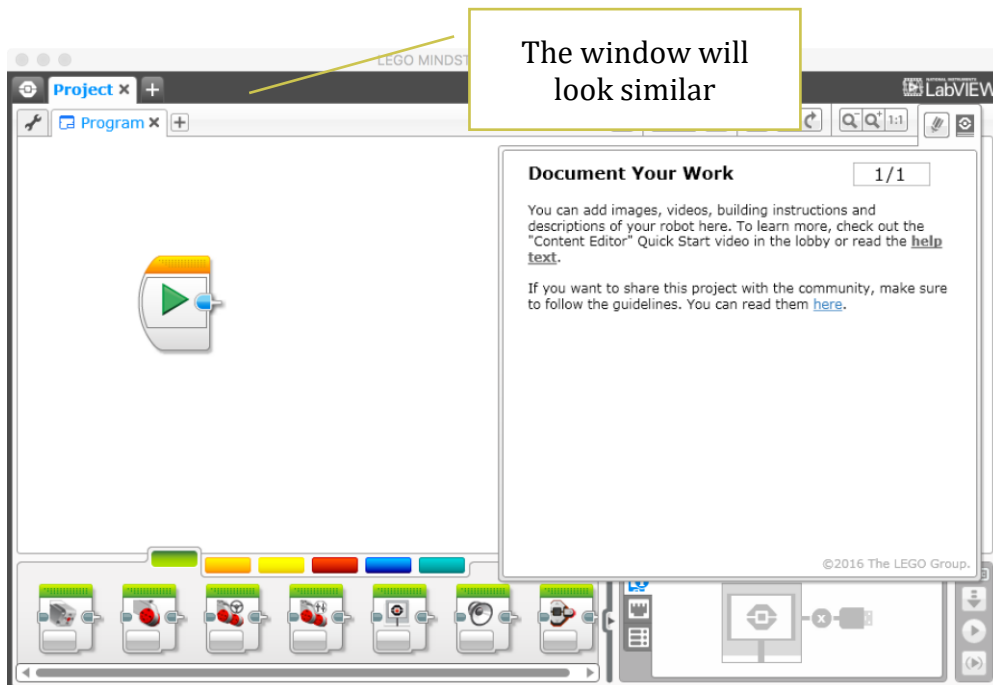 The window will
look similar
LEGO MINDST
Project
NATIONAL INSTRUMENTS
LabVIEW
Program
1:1
Document Your Work
1/1
You can add images, videos, building instructions and
descriptions of your robot here. To learn more, check out the
"Content Editor" Quick Start video in the lobby or read the help
text.
If you want to share this project with the community, make sure
to follow the guidelines. You can read them here.
©2016 The LEGO Group.